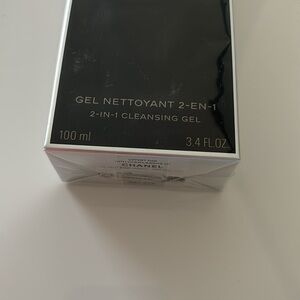 GEL NETTOYANT 2-EN-1
2-IN-1 CLEANSING GEL
100 ml 3.4 FL.OZ
CHANEL